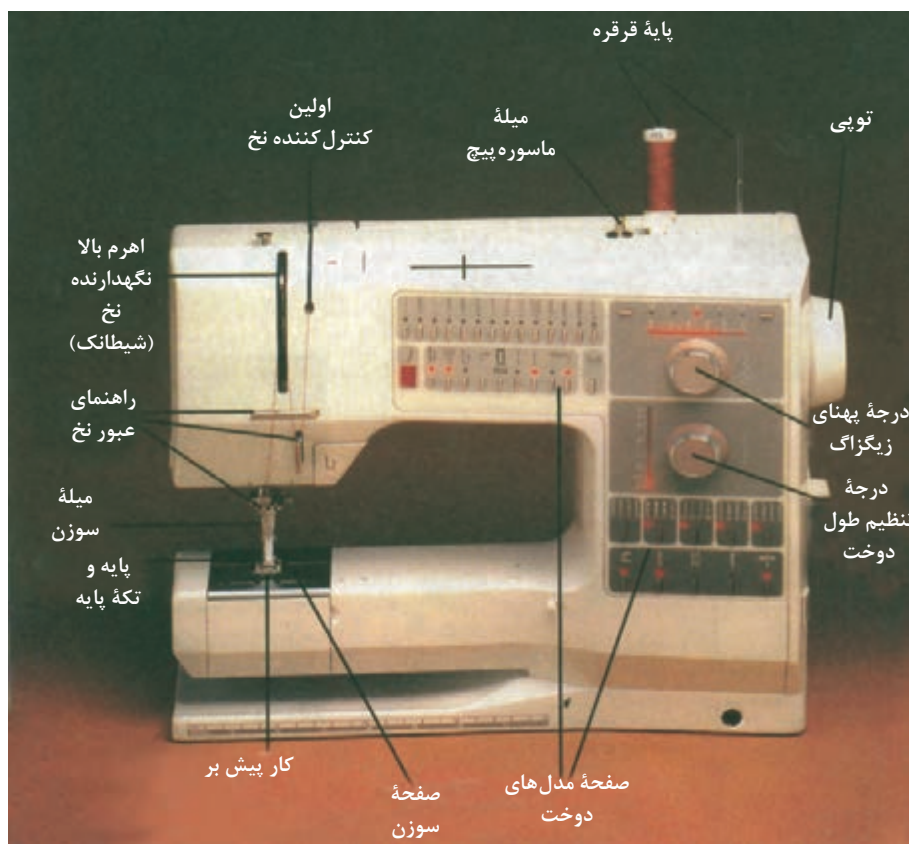 پایهٔ قرقره
توپی
میلهٔ
ماسوره پیچ
اولین
کنترل‌کننده نخ
اهرم بالا
نگهدارنده
نخ
(شیطانک)
راهنمای
عبور نخ
درجهٔ پهنای
زیگزاگ
میلهٔ
سوزن
درجهٔ
تنظیم طول
دوخت
پایه و
تکهٔ پایه
کار پیش بر
صفحهٔ
سوزن
صفحهٔ مدل‌های
دوخت